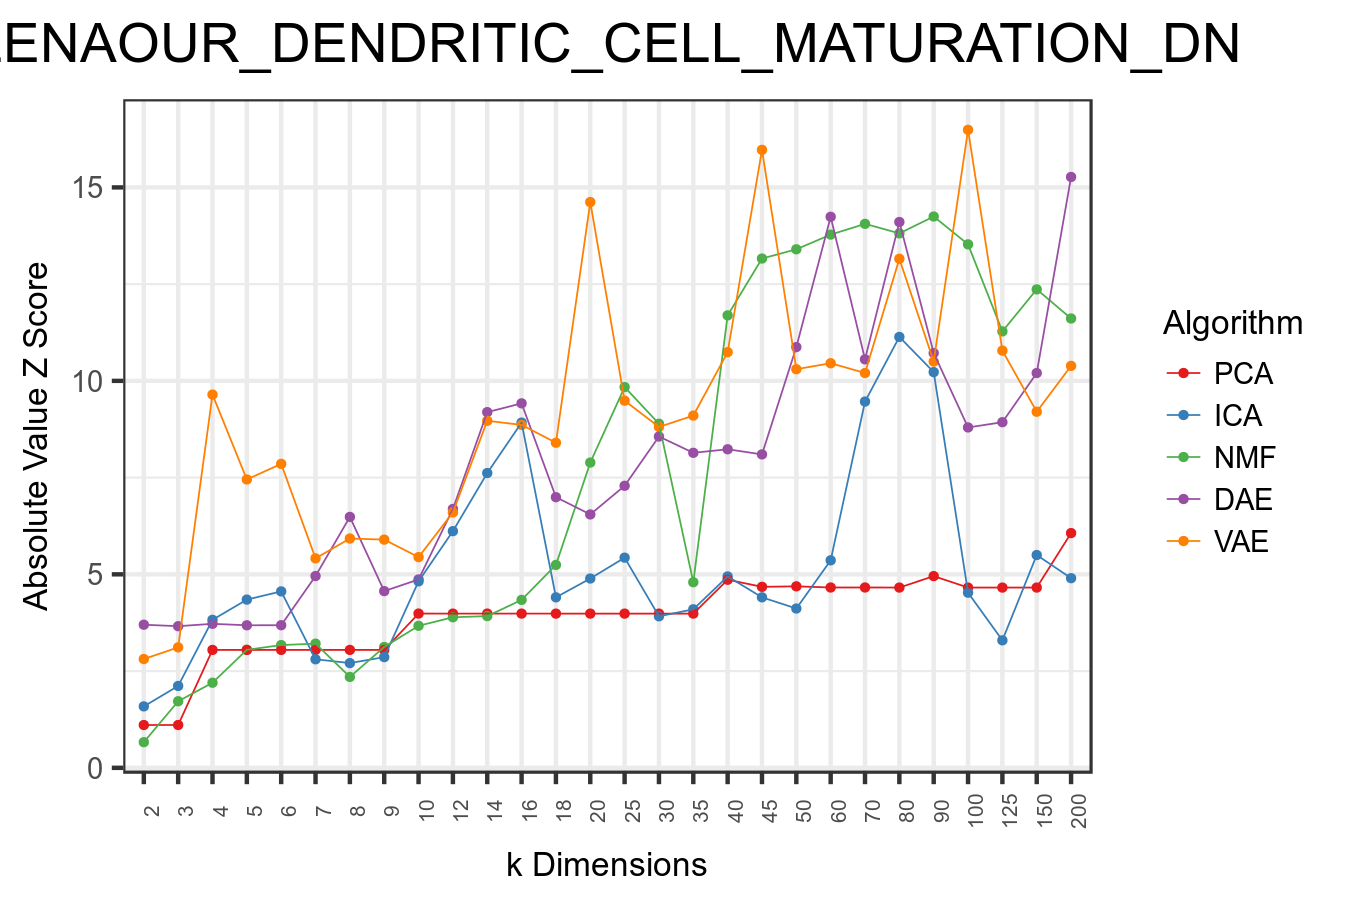 ENAOUR_DENDRITIC_CELL_MATURATION_DN
Absolute Value Z Score
15
10
5
0
2 3 4 5 6 7 8 9 10 12 14 16 18 20 25 30 35 40 45 50 60 70 80 90 100 125 150 200
k Dimensions
Algorithm
PCA
ICA
NMF
DAE
VAE